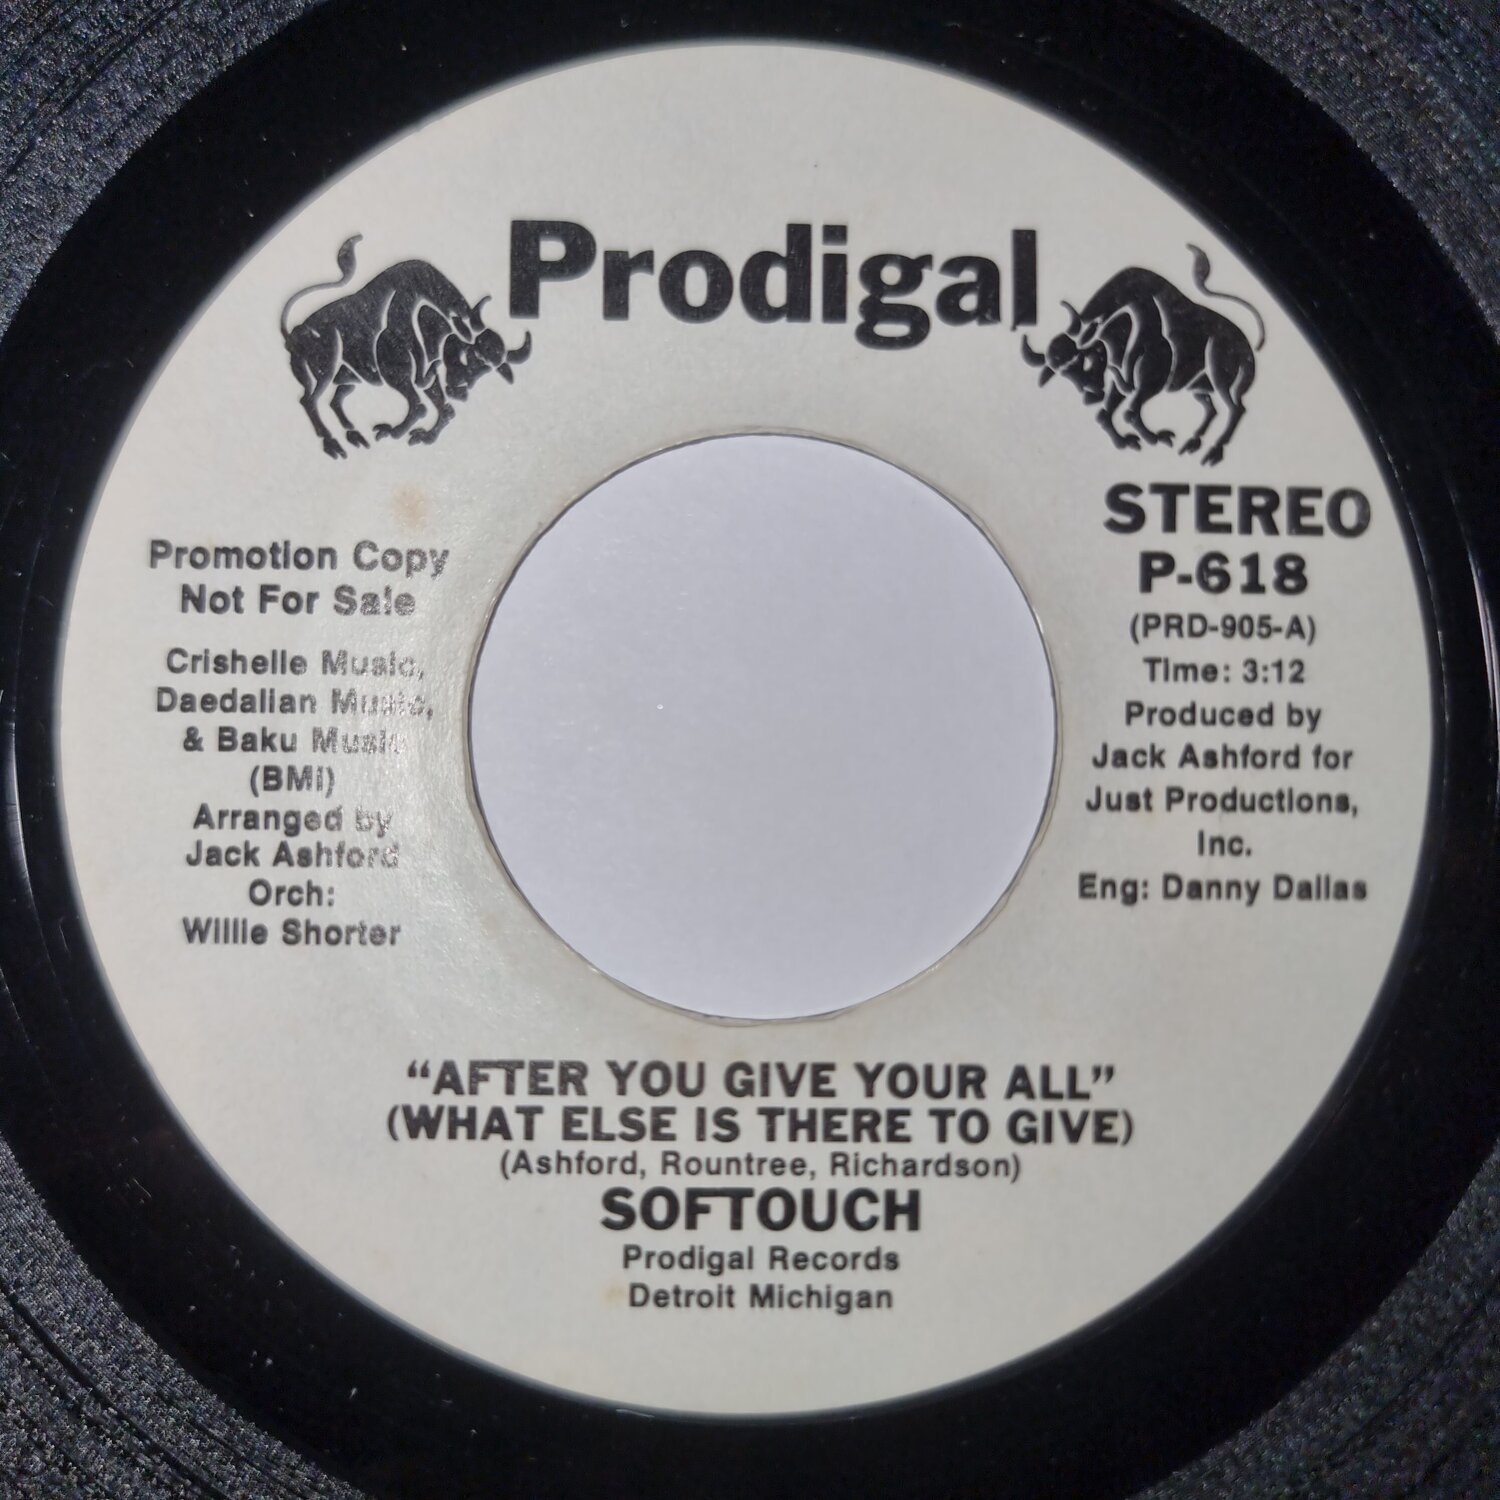 Prodigal
Promotion Copy
Not For Sale
Crishelle Music,
Daedalian Music,
& Baku Music
(BMI)
Arranged by
Jack Ashford
Orch:
Willie Shorter
STEREO
P-618
(PRD-905-A)
Time: 3:12
Produced by
Jack Ashford for
Just Productions,
Inc.
Eng: Danny Dallas
“AFTER YOU GIVE YOUR ALL”
(WHAT ELSE IS THERE TO GIVE)
(Ashford, Rountree, Richardson)
SOFTOUCH
Prodigal Records
Detroit Michigan